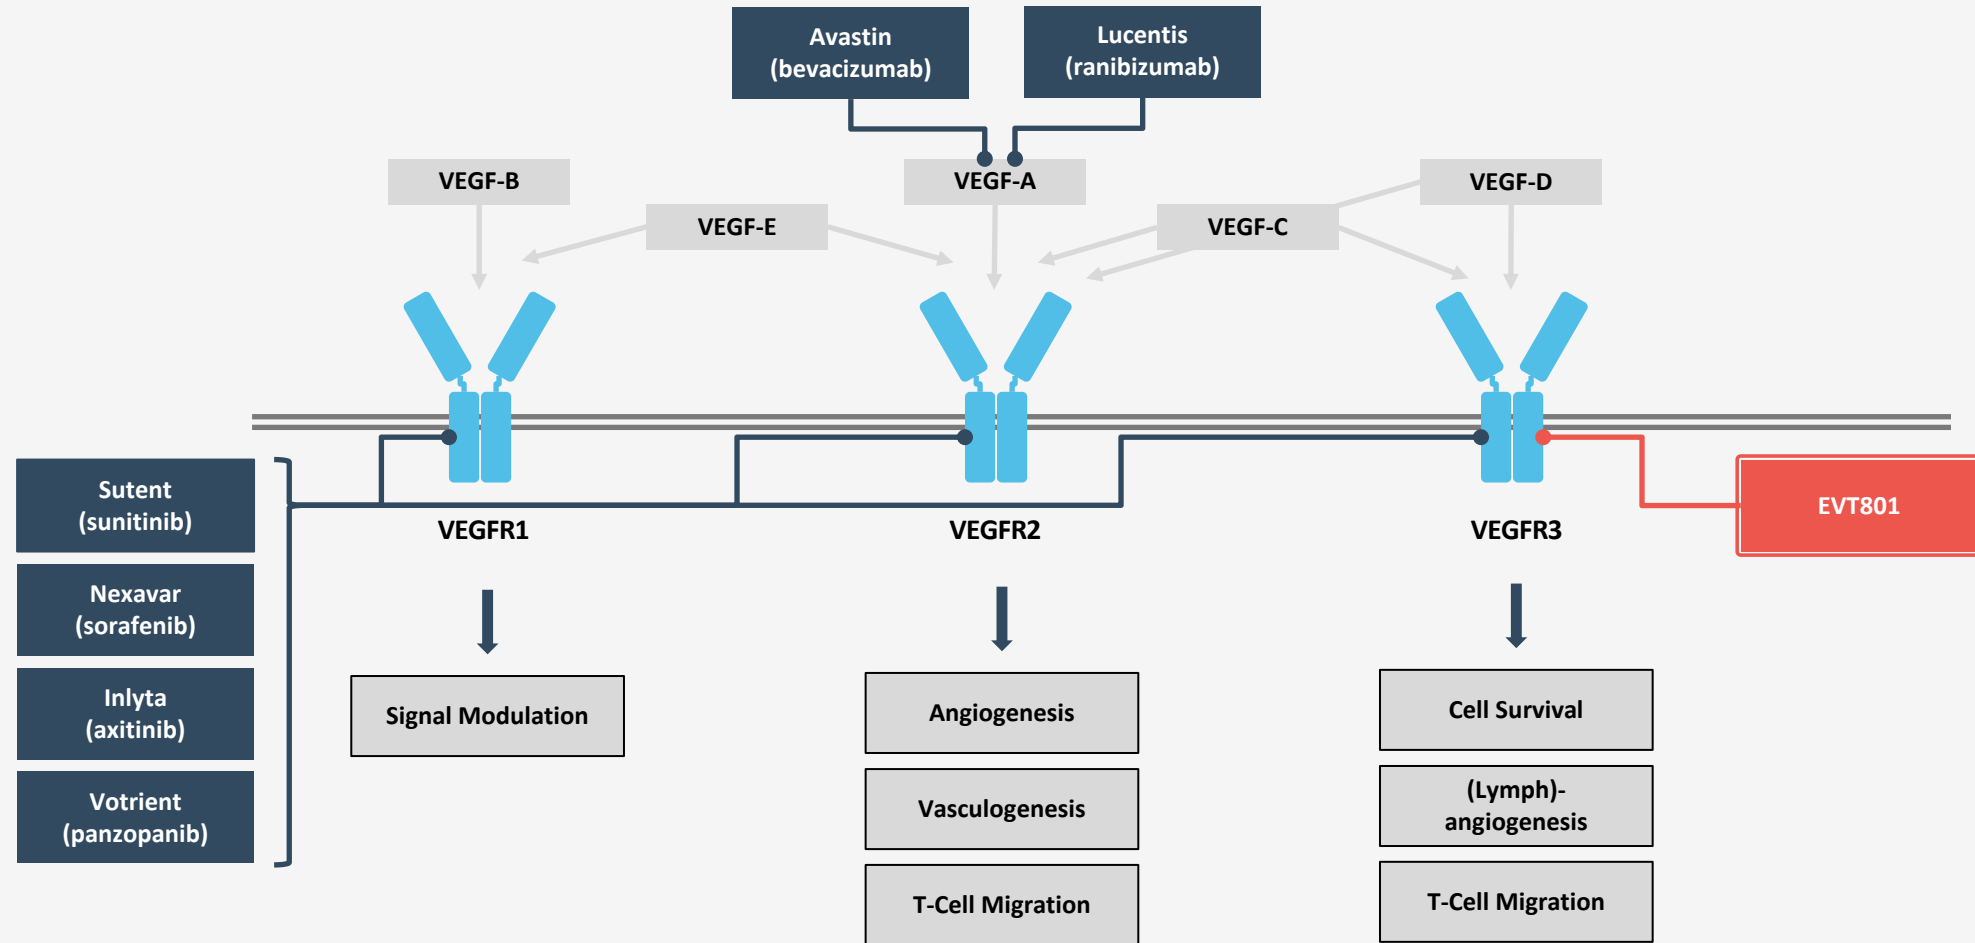 Avastin
(bevacizumab)
Lucentis
(ranibizumab)
VEGF-B
VEGF-A
VEGF-D
VEGF-E
VEGF-C
Sutent
(sunitinib)
Nexavar
(sorafenib)
Inlyta
(axitinib)
Votrient
(panzopanib)
EVT801
VEGFR1
VEGFR2
VEGFR3
Signal Modulation
Angiogenesis
Vasculogenesis
T-Cell Migration
Cell Survival
(Lymph)-
angiogenesis
T-Cell Migration